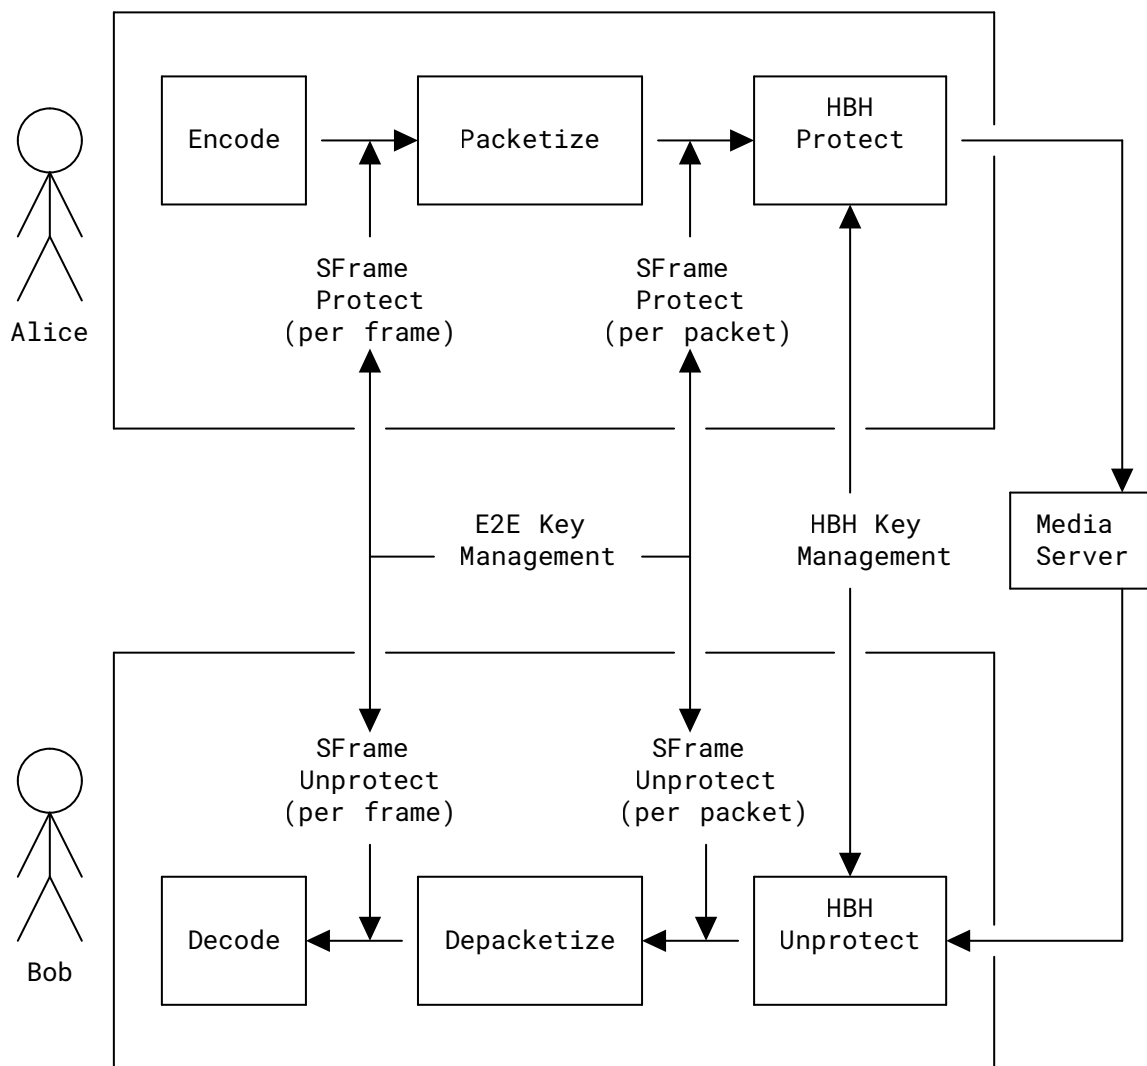 Encode
Packetize
HBH
Protect
SFrame
Protect
(per frame)
SFrame
Protect
(per packet)
Alice
E2E Key
Management
HBH Key
Management
Media
Server
SFrame
Unprotect
(per frame)
SFrame
Unprotect
(per packet)
Decode
Depacketize
HBH
Unprotect
Bob